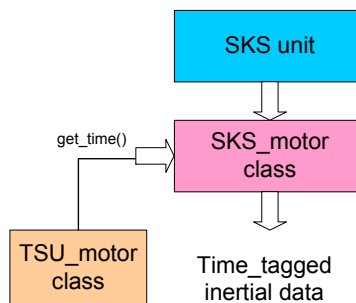 SKS unit
get_time()
SKS_motor
class
TSU_motor
class
Time_tagged
inertial data